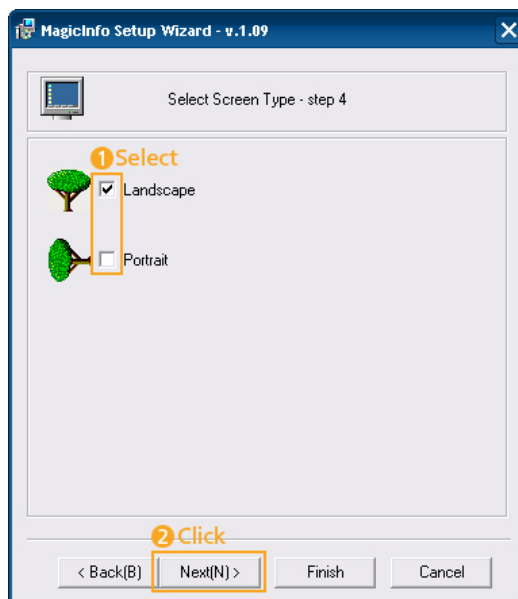 MagicInfo Setup Wizard - v.1.09
Select Screen Type - step 4
1 Select
Landscape
Portrait
2 Click
< Back(B)
Next(N) >
Finish
Cancel